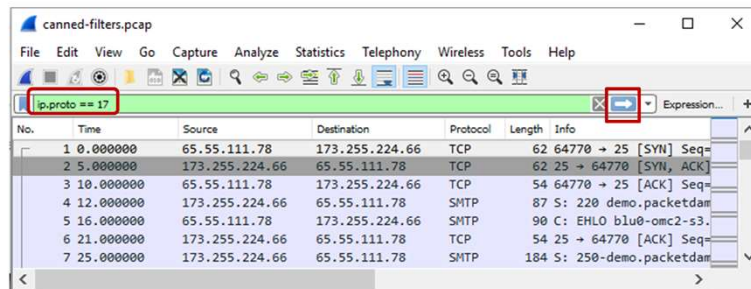 canned-filters.pcap
File Edit View Go Capture Analyze Statistics Telephony Wireless Tools Help
ip.proto == 17 Expression... +
No. Time Source Destination Protocol Length Info
1 0.000000 65.55.111.78 173.255.224.66 TCP 62 64770 → 25 [SYN] Seq=
2 5.000000 173.255.224.66 65.55.111.78 TCP 62 25 → 64770 [SYN, ACK]
3 10.000000 65.55.111.78 173.255.224.66 TCP 54 64770 → 25 [ACK] Seq=
4 12.000000 173.255.224.66 65.55.111.78 SMTP 87 S: 220 demo.packetdam
5 16.000000 65.55.111.78 173.255.224.66 SMTP 90 C: EHLO blu0-omc2-s3.
6 21.000000 173.255.224.66 65.55.111.78 TCP 54 25 → 64770 [ACK] Seq=
7 25.000000 173.255.224.66 65.55.111.78 SMTP 184 S: 250-demo.packetdam